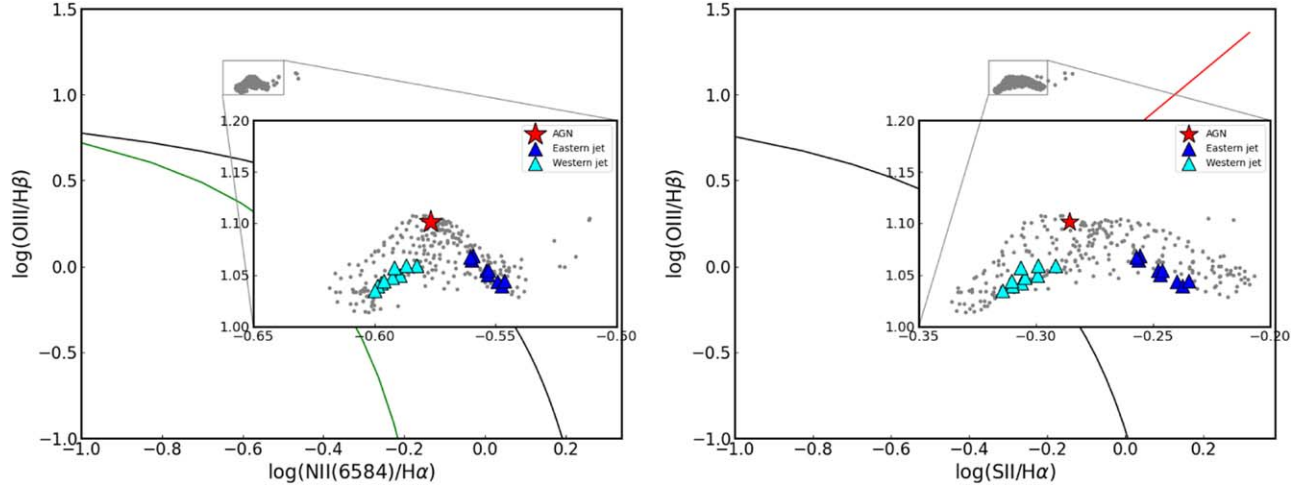 1.5
1.0
0.5
0.0
−0.5
−1.0
log(OIII/Hβ)
−1.0 −0.8 −0.6 −0.4 −0.2 0.0 0.2
log(NII(6584)/Hα)
1.20
1.15
1.10
1.05
1.00
−0.65 −0.60 −0.55 −0.50
AGN
Eastern jet
Western jet
1.5
1.0
0.5
0.0
−0.5
−1.0
log(OIII/Hβ)
−1.0 −0.8 −0.6 −0.4 −0.2 0.0 0.2
log(SII/Hα)
1.20
1.15
1.10
1.05
1.00
−0.35 −0.30 −0.25 −0.20
AGN
Eastern jet
Western jet